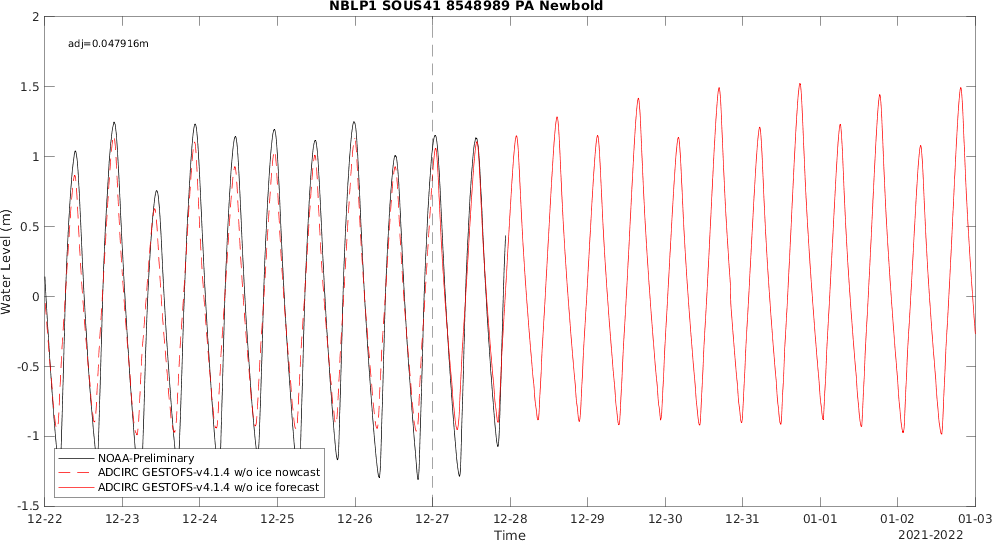 NBLP1 SOUS41 8548989 PA Newbold
adj=0.047916m
2
1.5
1
0.5
0
-0.5
-1
-1.5
Water Level (m)
NOAA-Preliminary
ADCIRC GESTOFS-v4.1.4 w/o ice nowcast
ADCIRC GESTOFS-v4.1.4 w/o ice forecast
12-22 12-23 12-24 12-25 12-26 12-27 12-28 12-29 12-30 12-31 01-01 01-02 01-03
Time
2021-2022